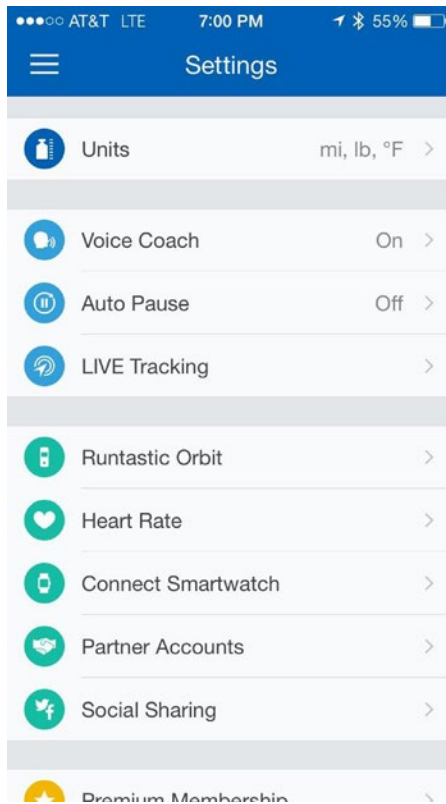 AT&T LTE 7:00 PM 55%
Settings
Units mi, lb, °F
Voice Coach On
Auto Pause Off
LIVE Tracking
Runtastic Orbit
Heart Rate
Connect Smartwatch
Partner Accounts
Social Sharing
Premium Membership